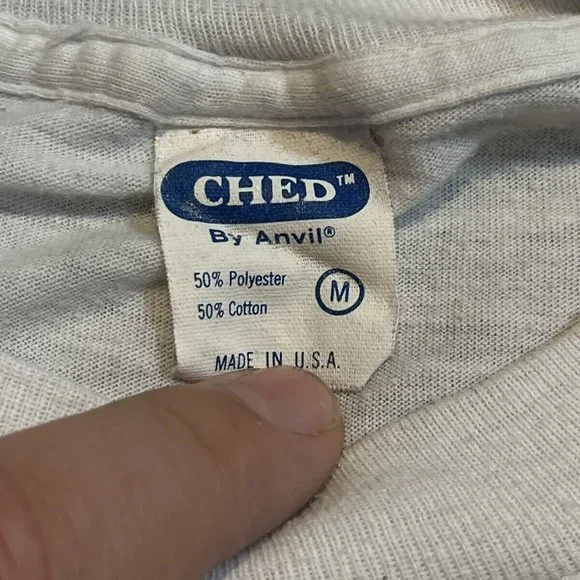 CHED™
By Anvil®
50% Polyester
50% Cotton
M
MADE IN U.S.A.